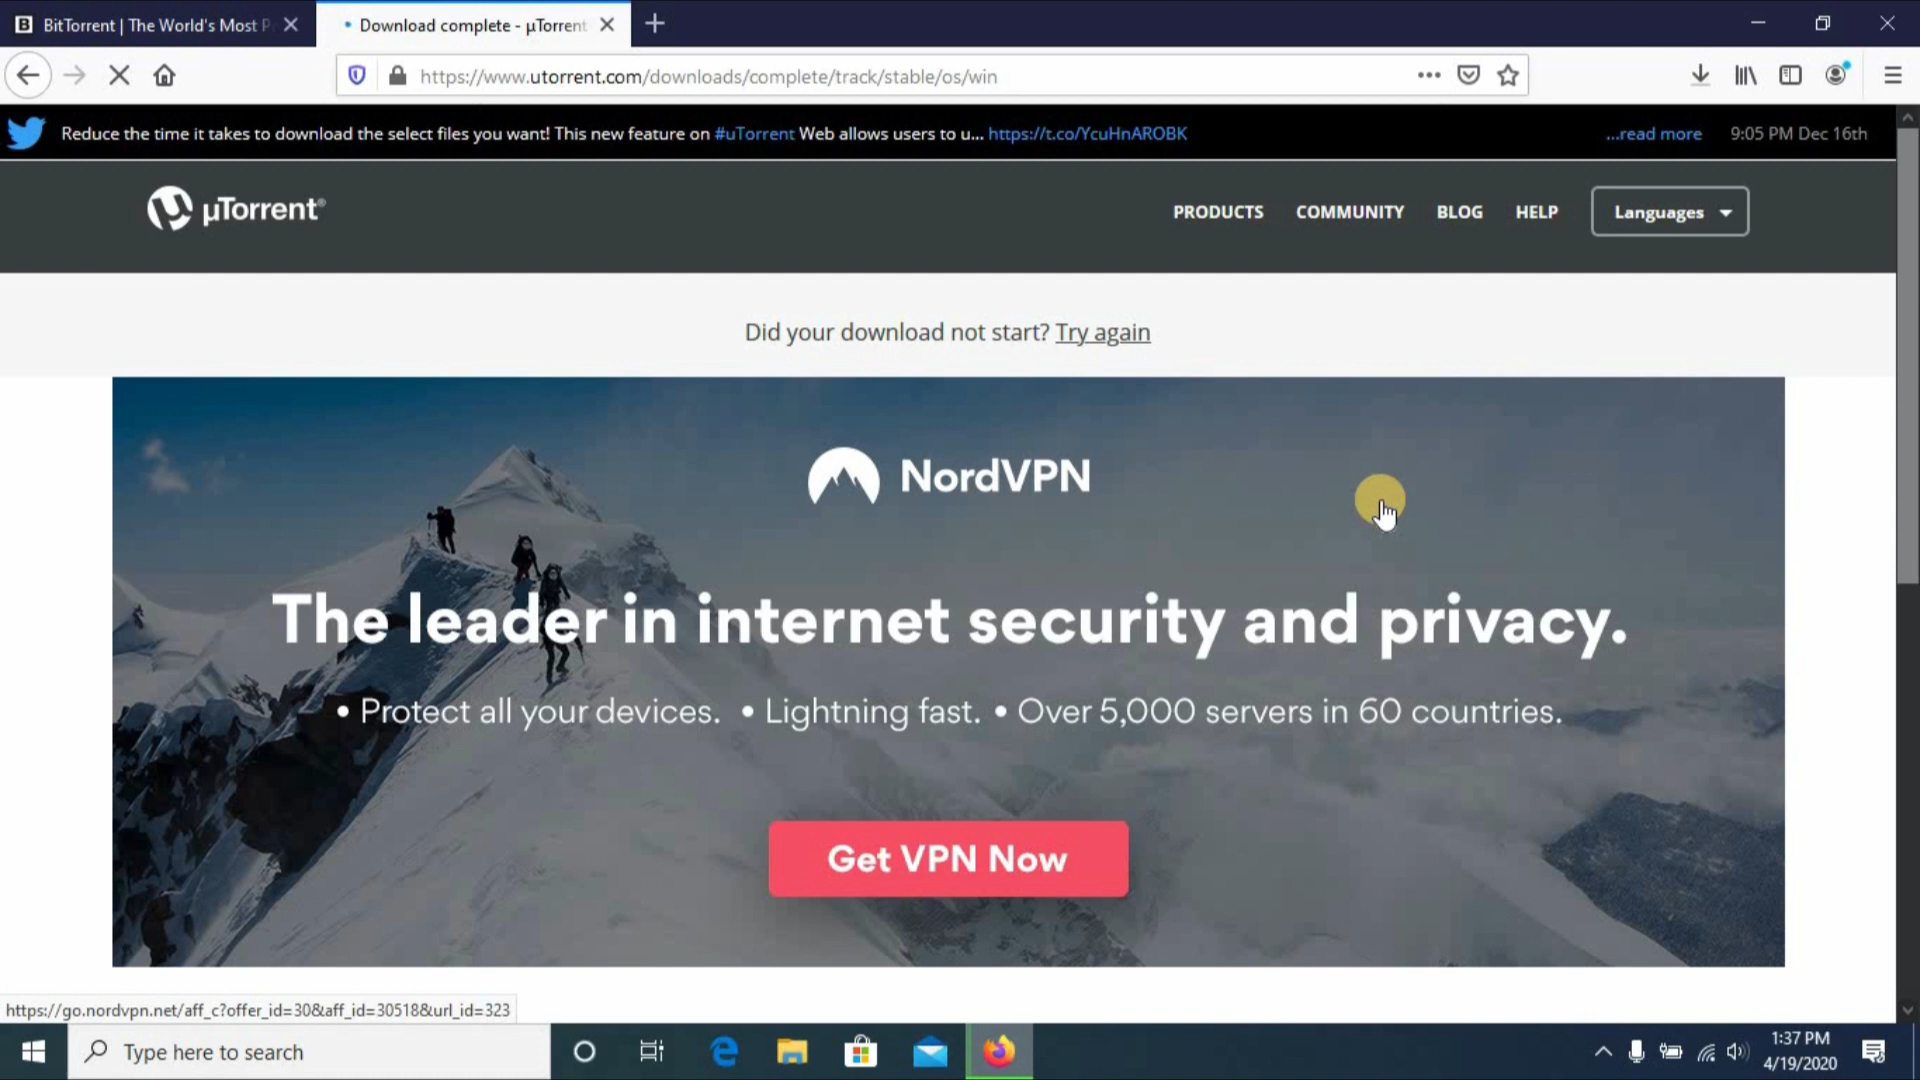 BitTorrent | The World's Most P
Download complete - µTorrent
https://www.utorrent.com/downloads/complete/track/stable/os/win
Reduce the time it takes to download the select files you want! This new feature on #uTorrent Web allows users to u... https://t.co/YcuHnAROBK
...read more
9:05 PM Dec 16th
µTorrent®
PRODUCTS
COMMUNITY
BLOG
HELP
Languages
Did your download not start? Try again
NordVPN
The leader in internet security and privacy.
• Protect all your devices. • Lightning fast. • Over 5,000 servers in 60 countries.
Get VPN Now
https://go.nordvpn.net/aff_c?offer_id=30&aff_id=30518&url_id=323
Type here to search
1:37 PM
4/19/2020